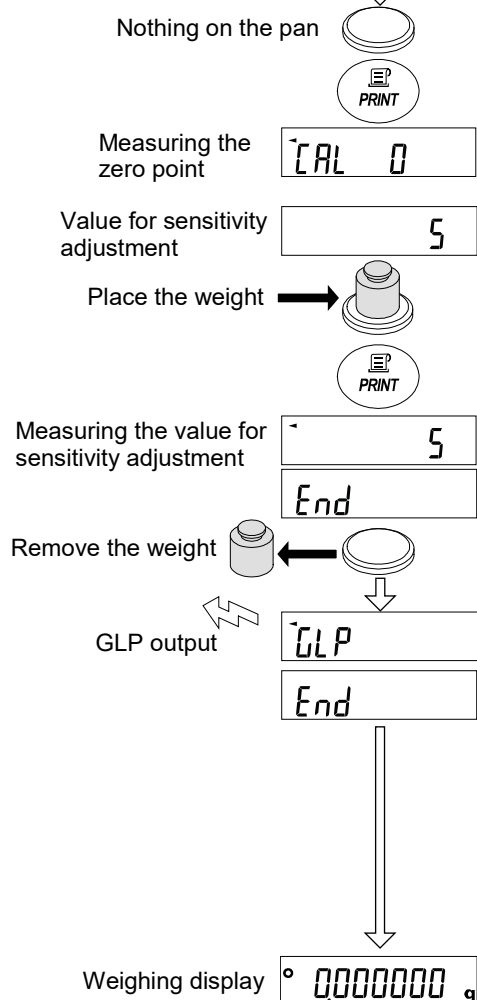 Nothing on the pan
PRINT
Measuring the
zero point
CAL 0
Value for sensitivity
adjustment
5
Place the weight
PRINT
Measuring the value for
sensitivity adjustment
5
End
Remove the weight
GLP output
GLP
End
Weighing display
0.000000 g